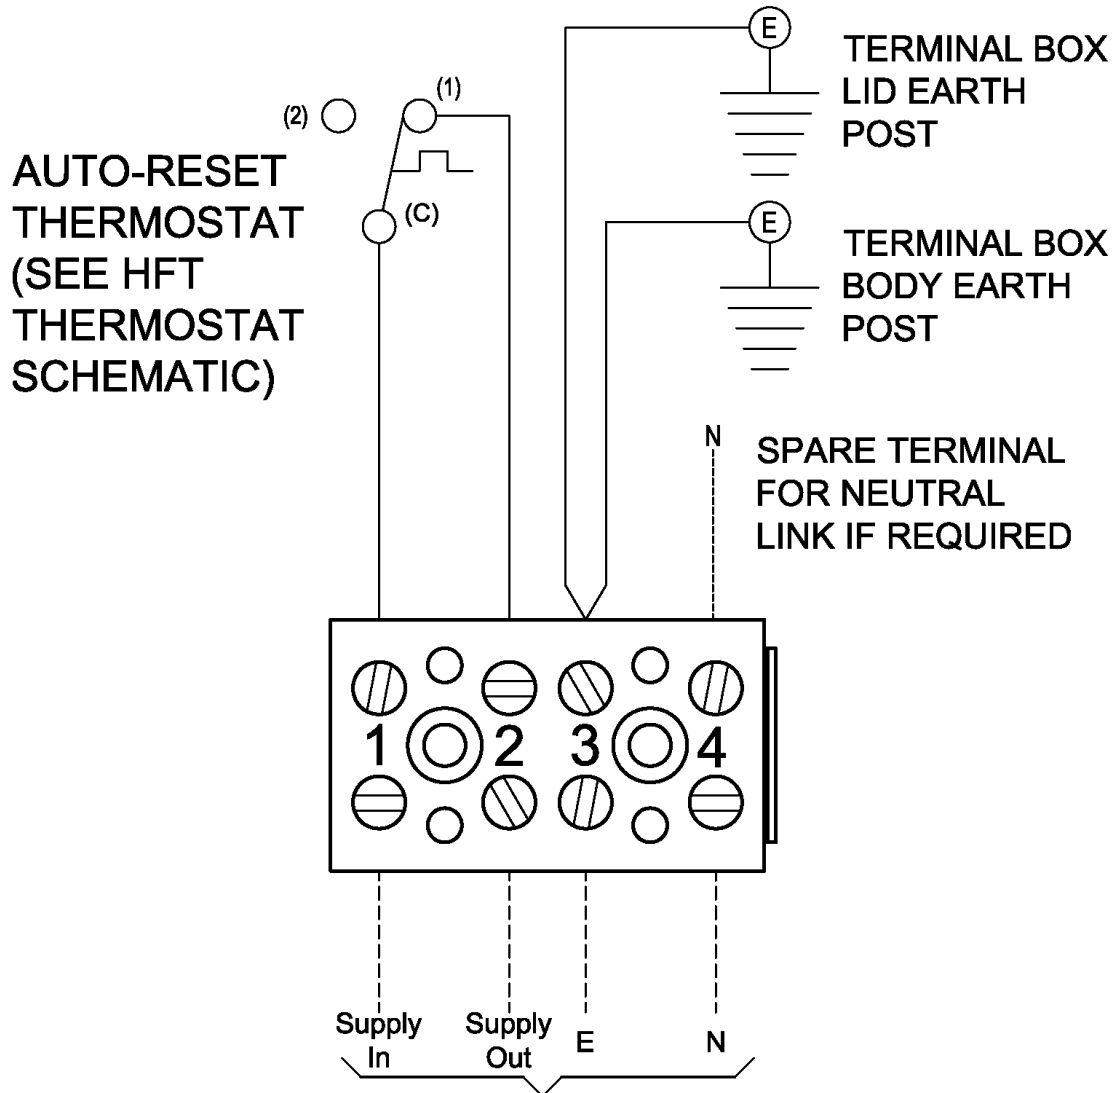 E
TERMINAL BOX
LID EARTH
POST
(1)
(2)
AUTO-RESET
THERMOSTAT
(SEE HFT
THERMOSTAT
SCHEMATIC)
(C)
E
TERMINAL BOX
BODY EARTH
POST
N
SPARE TERMINAL
FOR NEUTRAL
LINK IF REQUIRED
1 2 3 4
Supply
In
Supply
Out
E
N